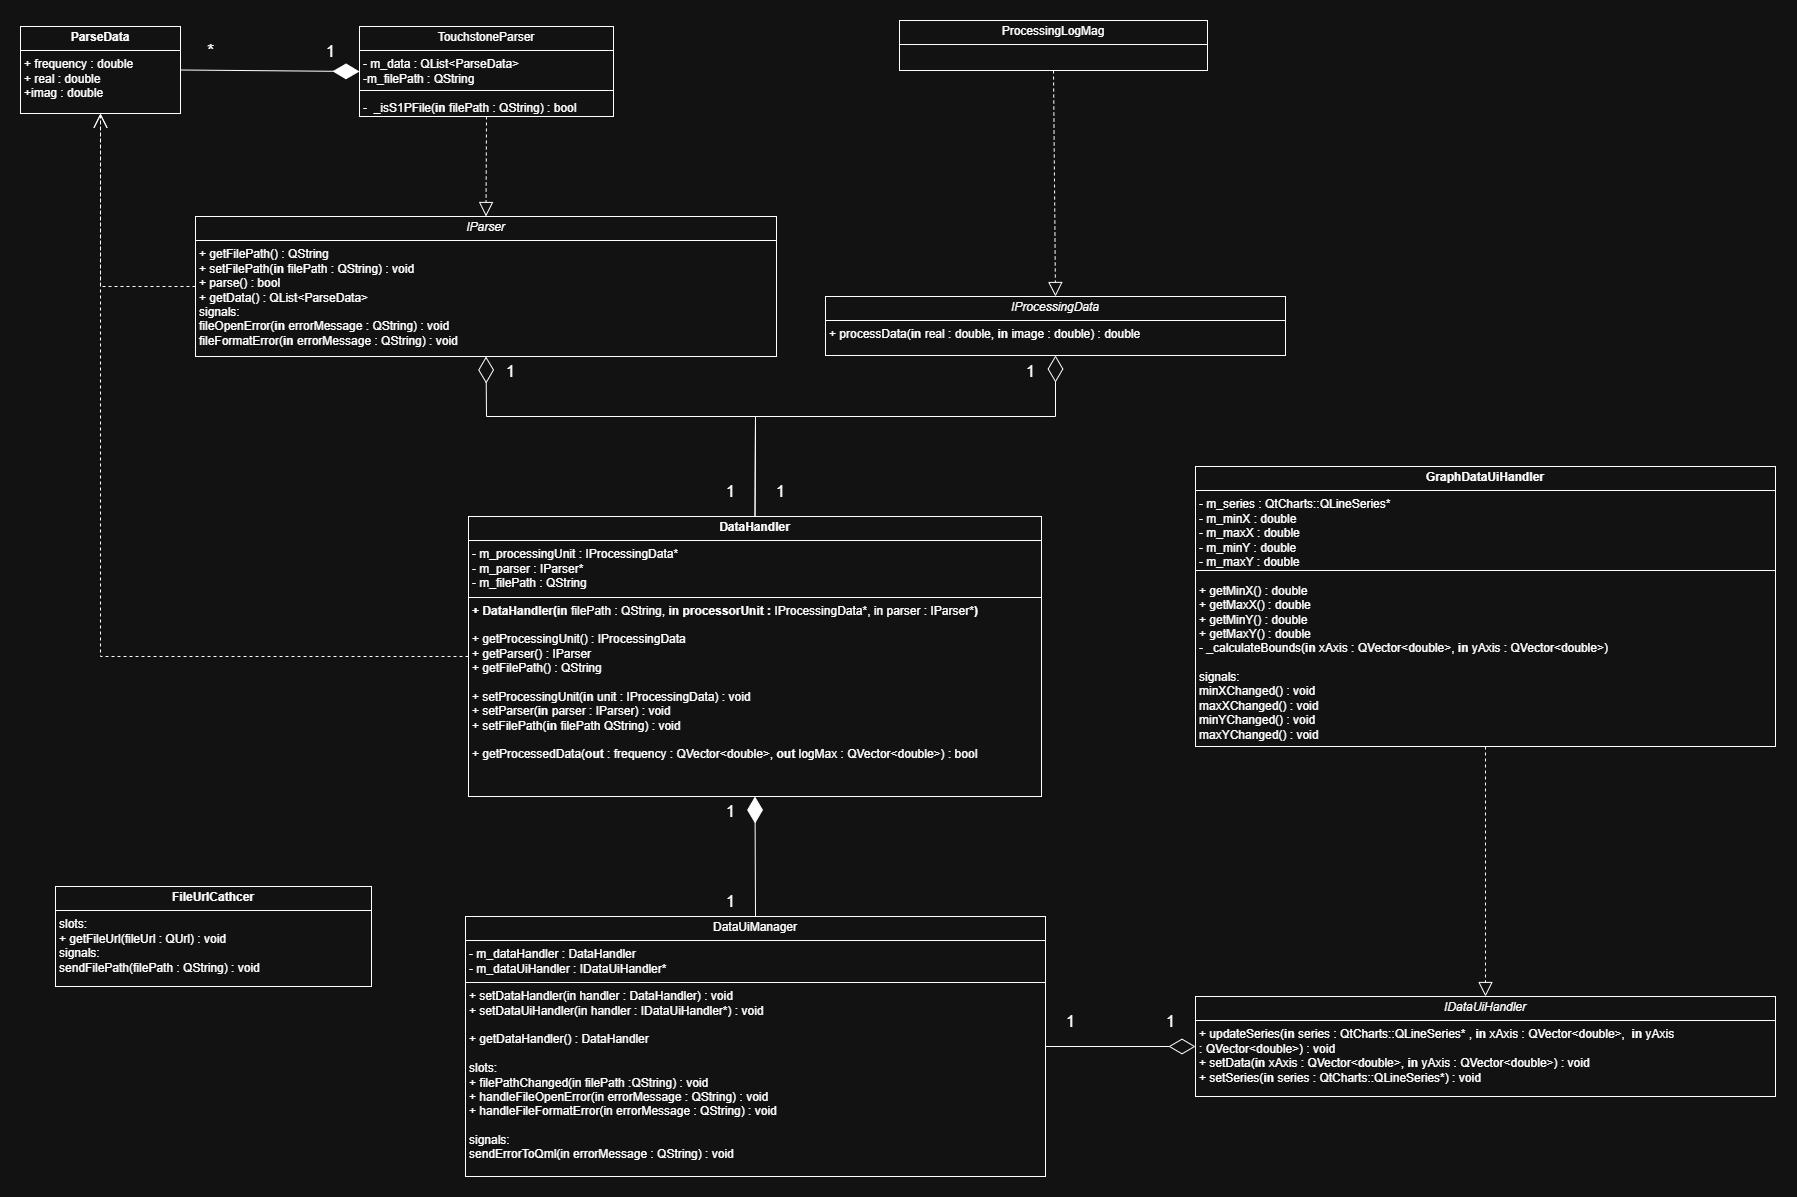 ParseData
+ frequency : double
+ real : double
+imag : double
*
1
TouchstoneParser
- m_data : QList<ParseData>
-m_filePath : QString
-  _isS1PFile(in filePath : QString) : bool
ProcessingLogMag
IParser
+ getFilePath() : QString
+ setFilePath(in filePath : QString) : void
+ parse() : bool
+ getData() : QList<ParseData>
signals:
fileOpenError(in errorMessage : QString) : void
fileFormatError(in errorMessage : QString) : void
IProcessingData
+ processData(in real : double, in image : double) : double
1
1
1
1
DataHandler
- m_processingUnit : IProcessingData*
- m_parser : IParser*
- m_filePath : QString
+ DataHandler(in filePath : QString, in processorUnit : IProcessingData*, in parser : IParser*)
+ getProcessingUnit() : IProcessingData
+ getParser() : IParser
+ getFilePath() : QString
+ setProcessingUnit(in unit : IProcessingData) : void
+ setParser(in parser : IParser) : void
+ setFilePath(in filePath QString) : void
+ getProcessedData(out : frequency : QVector<double>, out logMax : QVector<double>) : bool
GraphDataUiHandler
- m_series : QtCharts::QLineSeries*
- m_minX : double
- m_maxX : double
- m_minY : double
- m_maxY : double
+ getMinX() : double
+ getMaxX() : double
+ getMinY() : double
+ getMaxY() : double
- _calculateBounds(in xAxis : QVector<double>, in yAxis : QVector<double>)
signals:
minXChanged() : void
maxXChanged() : void
minYChanged() : void
maxYChanged() : void
1
1
FileUrlCathcer
slots:
+ getFileUrl(fileUrl : QUrl) : void
signals:
sendFilePath(filePath : QString) : void
DataUiManager
- m_dataHandler : DataHandler
- m_dataUiHandler : IDataUiHandler*
+ setDataHandler(in handler : DataHandler) : void
+ setDataUiHandler(in handler : IDataUiHandler*) : void
+ getDataHandler() : DataHandler
slots:
+ filePathChanged(in filePath :QString) : void
+ handleFileOpenError(in errorMessage : QString) : void
+ handleFileFormatError(in errorMessage : QString) : void
signals:
sendErrorToQml(in errorMessage : QString) : void
1
1
IDataUiHandler
+ updateSeries(in series : QtCharts::QLineSeries* , in xAxis : QVector<double>,  in yAxis
: QVector<double>) : void
+ setData(in xAxis : QVector<double>, in yAxis : QVector<double>) : void
+ setSeries(in series : QtCharts::QLineSeries*) : void